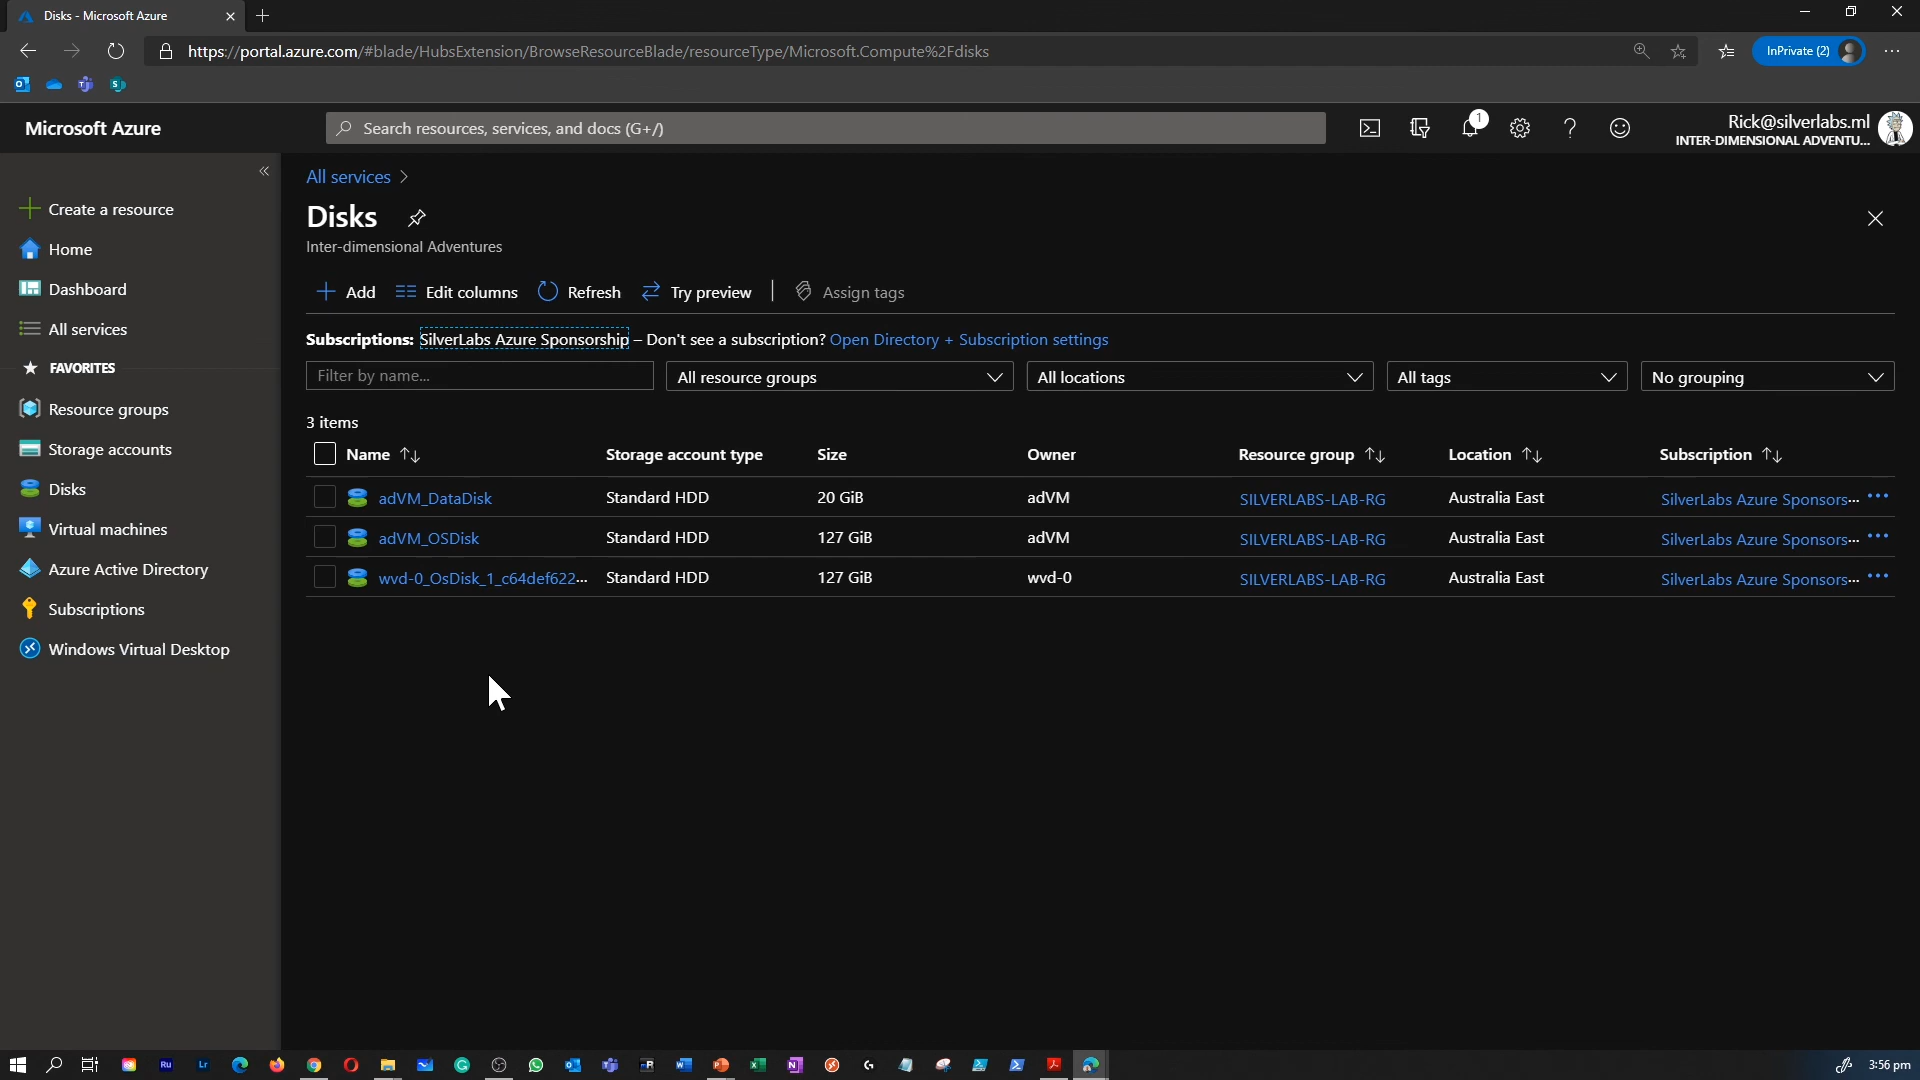 Disks - Microsoft Azure
https://portal.azure.com/#blade/HubsExtension/BrowseResourceBlade/resourceType/Microsoft.Compute%2Fdisks
InPrivate (2)
Microsoft Azure
Search resources, services, and docs (G+/)
1
Rick@silverlabs.ml
INTER-DIMENSIONAL ADVENTU...
Create a resource
Home
Dashboard
All services
FAVORITES
Resource groups
Storage accounts
Disks
Virtual machines
Azure Active Directory
Subscriptions
Windows Virtual Desktop
All services >
Disks
Inter-dimensional Adventures
Add
Edit columns
Refresh
Try preview
Assign tags
Subscriptions: SilverLabs Azure Sponsorship – Don't see a subscription? Open Directory + Subscription settings
Filter by name...
All resource groups
All locations
All tags
No grouping
3 items
Name ↑↓ Storage account type Size Owner Resource group ↑↓ Location ↑↓ Subscription ↑↓
adVM_DataDisk Standard HDD 20 GiB adVM SILVERLABS-LAB-RG Australia East SilverLabs Azure Sponsors...
adVM_OSDisk Standard HDD 127 GiB adVM SILVERLABS-LAB-RG Australia East SilverLabs Azure Sponsors...
wvd-0_OsDisk_1_c64def622... Standard HDD 127 GiB wvd-0 SILVERLABS-LAB-RG Australia East SilverLabs Azure Sponsors...
Ru
Lr
3:56 pm